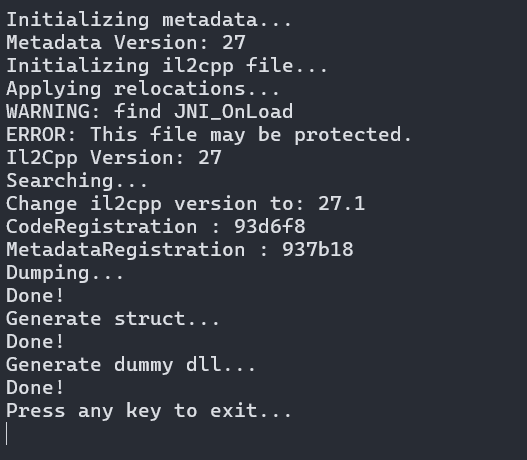 Initializing metadata...
Metadata Version: 27
Initializing il2cpp file...
Applying relocations...
WARNING: find JNI_OnLoad
ERROR: This file may be protected.
Il2Cpp Version: 27
Searching...
Change il2cpp version to: 27.1
CodeRegistration : 93d6f8
MetadataRegistration : 937b18
Dumping...
Done!
Generate struct...
Done!
Generate dummy dll...
Done!
Press any key to exit...